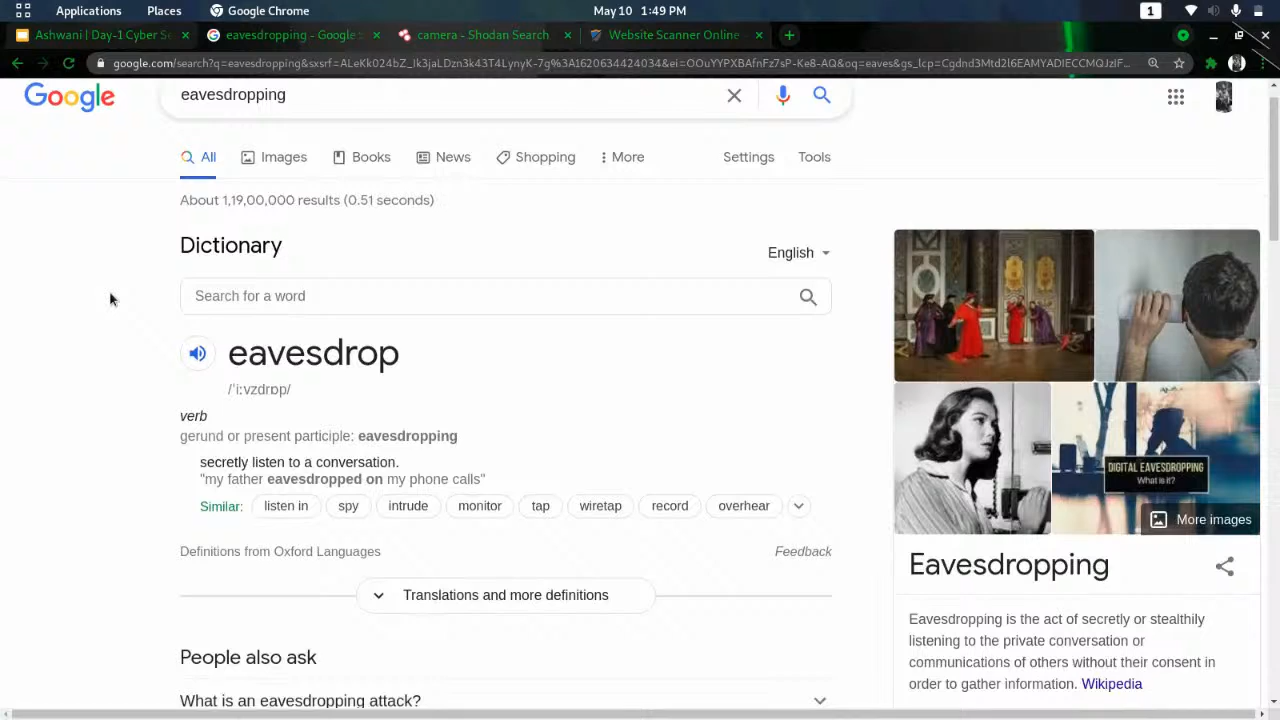 Applications Places Google Chrome May 10 1:49 PM 1
Ashwani | Day-1 Cyber Se
eavesdropping - Google S
camera - Shodan Search
Website Scanner Online -
google.com/search?q=eavesdropping&sxsrf=
Google
eavesdropping
All Images Books News Shopping More Settings Tools
About 1,19,00,000 results (0.51 seconds)
Dictionary
English
Search for a word
eavesdrop
/ˈiːvzdrɒp/
verb
gerund or present participle: eavesdropping
secretly listen to a conversation.
"my father eavesdropped on my phone calls"
Similar: listen in spy intrude monitor tap wiretap record overhear
Definitions from Oxford Languages Feedback
Translations and more definitions
People also ask
What is an eavesdropping attack?
DIGITAL EAVESDROPPING
What is it?
More images
Eavesdropping
Eavesdropping is the act of secretly or stealthily
listening to the private conversation or
communications of others without their consent in
order to gather information. Wikipedia